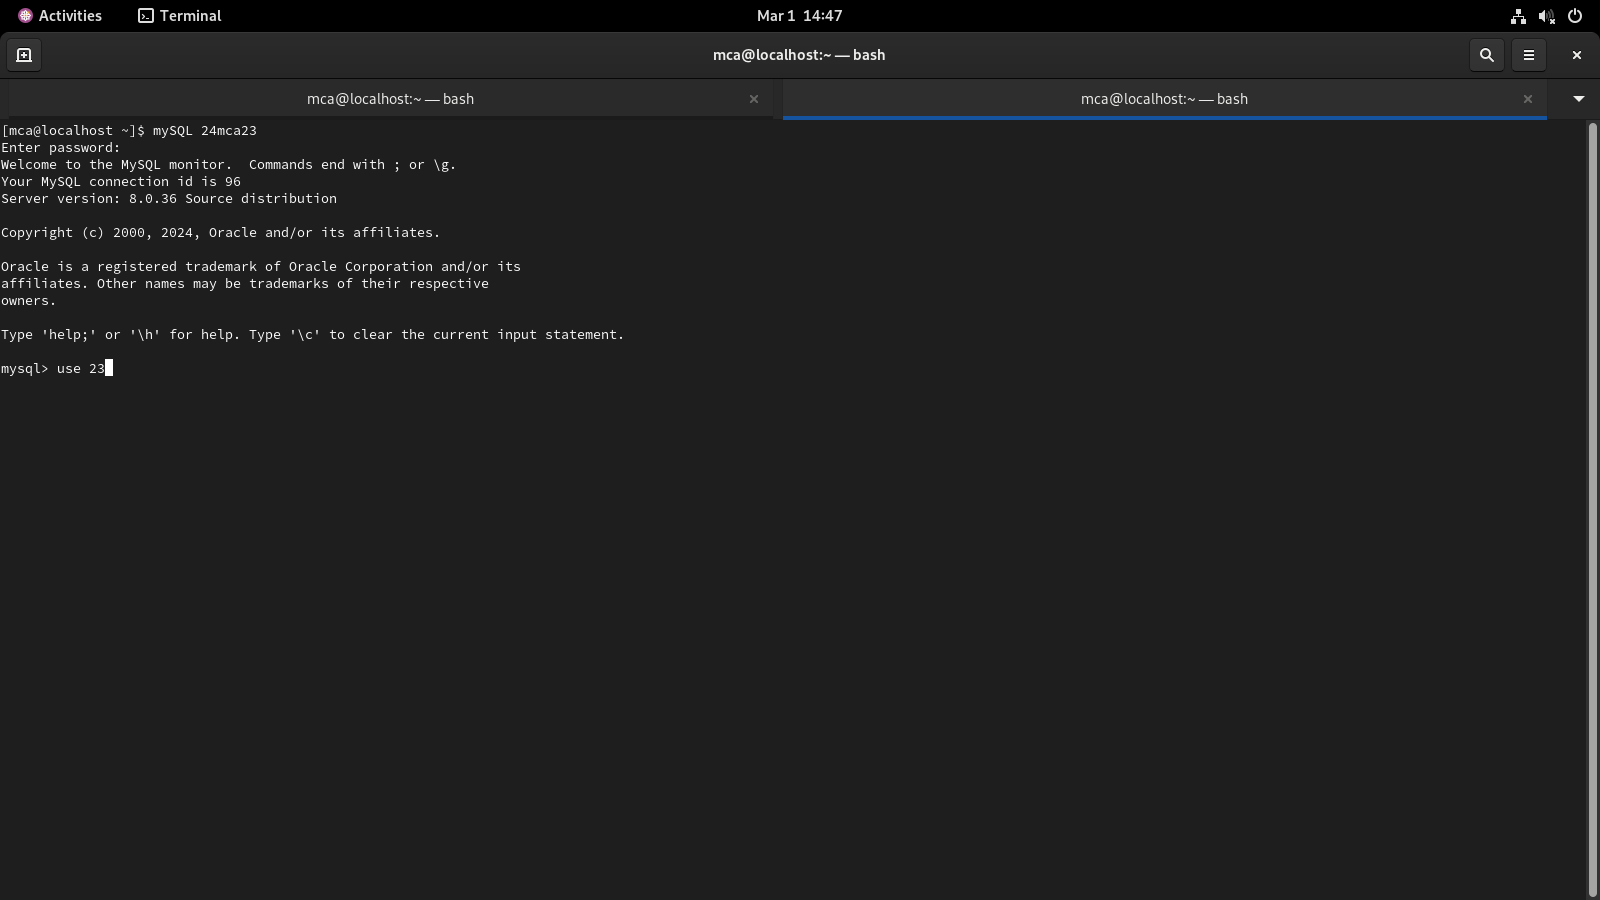 Activities
Terminal
Mar 1 14:47
mca@localhost:~ — bash
mca@localhost:~ — bash
mca@localhost:~ — bash
[mca@localhost ~]$ mySQL 24mca23
Enter password:
Welcome to the MySQL monitor.  Commands end with ; or \g.
Your MySQL connection id is 96
Server version: 8.0.36 Source distribution
Copyright (c) 2000, 2024, Oracle and/or its affiliates.
Oracle is a registered trademark of Oracle Corporation and/or its
affiliates. Other names may be trademarks of their respective
owners.
Type 'help;' or '\h' for help. Type '\c' to clear the current input statement.
mysql> use 23